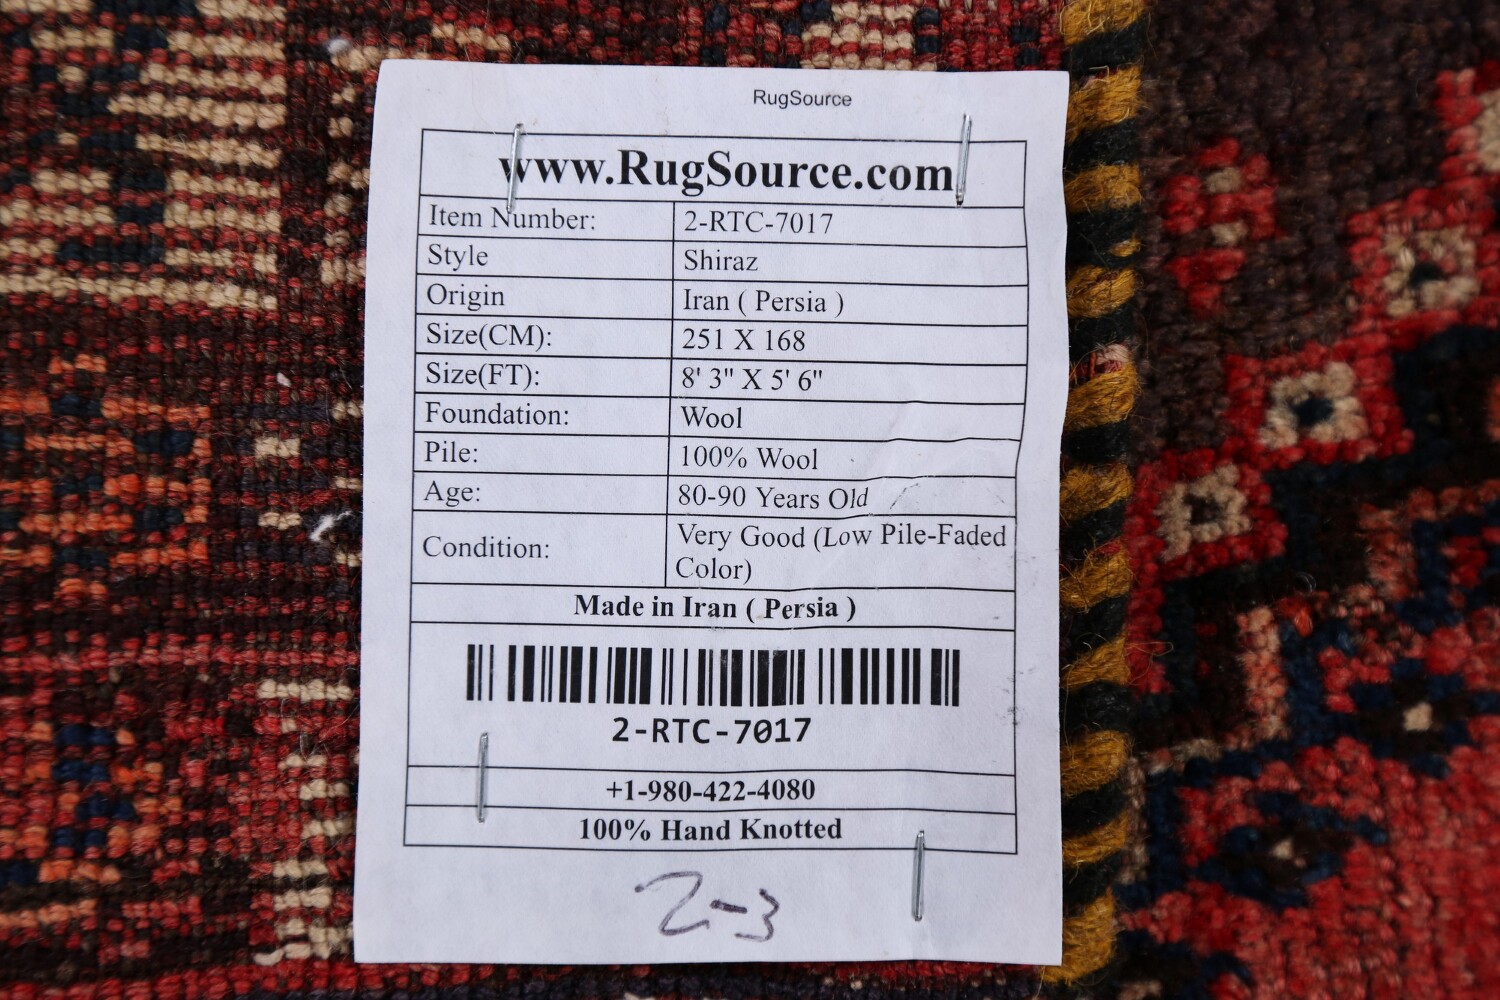 RugSource
www.RugSource.com
Item Number: 2-RTC-7017
Style Shiraz
Origin Iran ( Persia )
Size(CM): 251 X 168
Size(FT): 8' 3" X 5' 6"
Foundation: Wool
Pile: 100% Wool
Age: 80-90 Years Old
Condition: Very Good (Low Pile-Faded
Color)
Made in Iran ( Persia )
2-RTC-7017
+1-980-422-4080
100% Hand Knotted
2-3